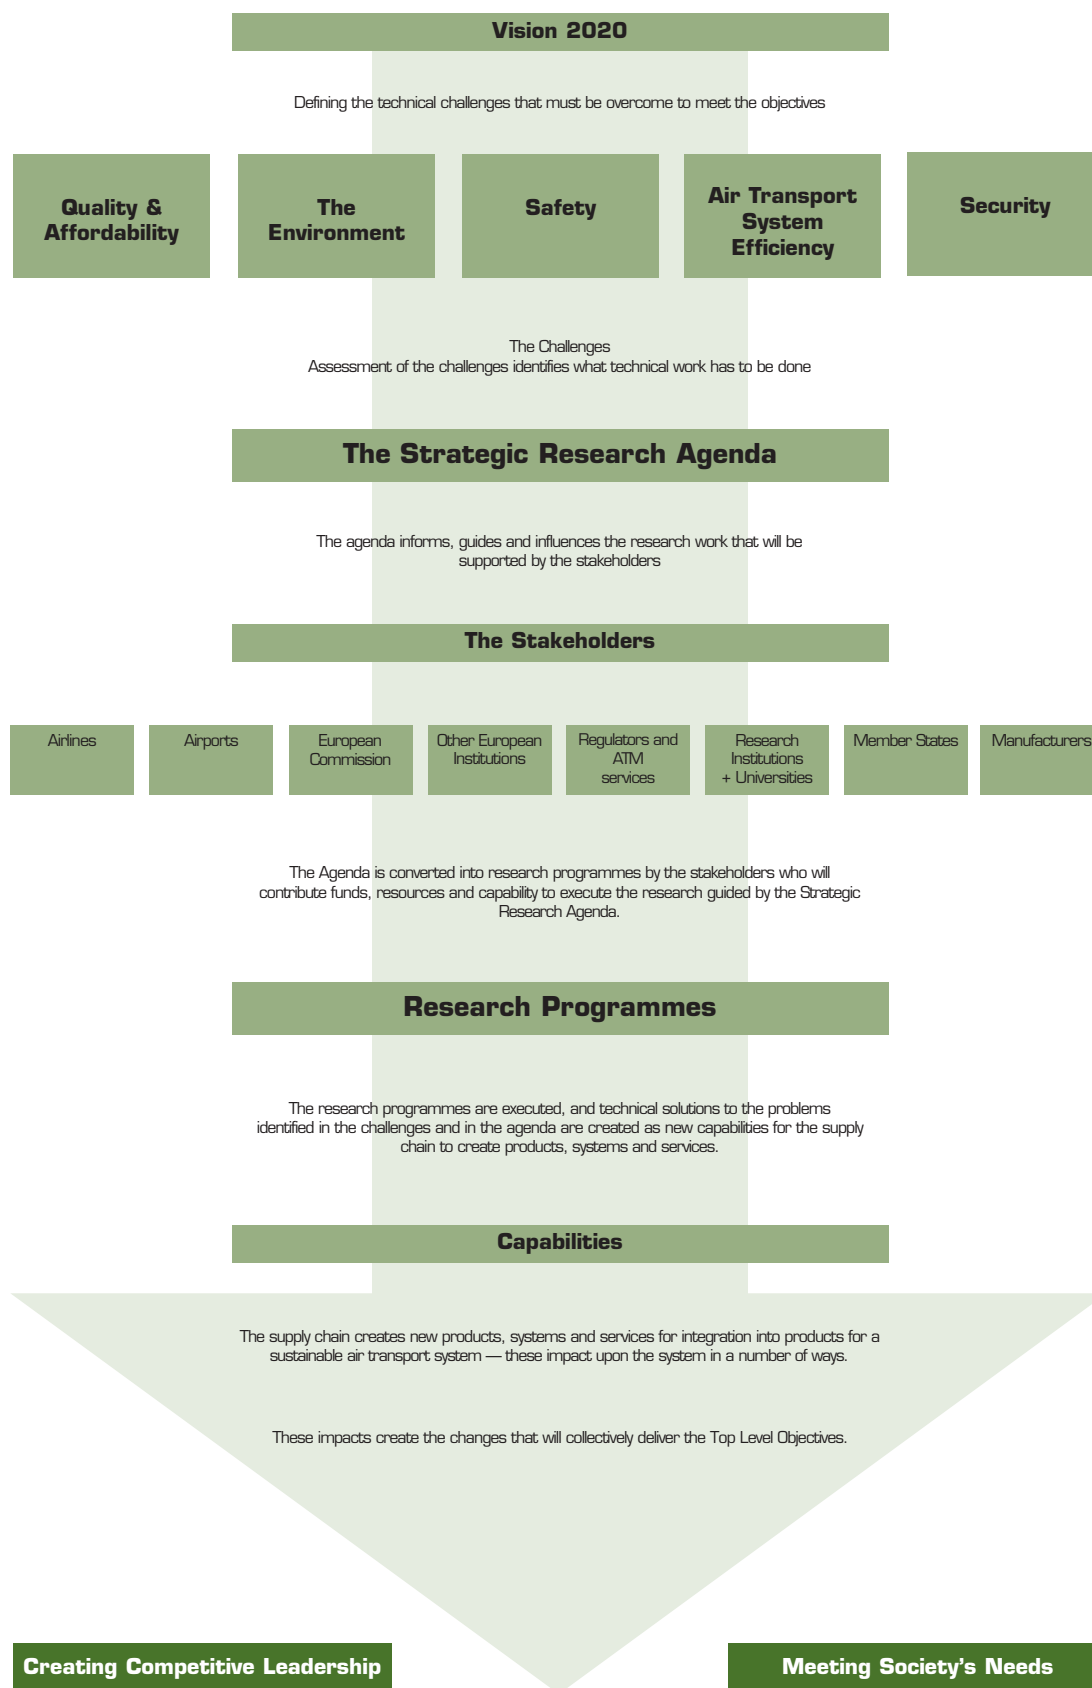 Vision 2020
Defining the technical challenges that must be overcome to meet the objectives
Quality &
Affordability
The
Environment
Safety
Air Transport
System
Efficiency
Security
The Challenges
Assessment of the challenges identifies what technical work has to be done
The Strategic Research Agenda
The agenda informs, guides and influences the research work that will be
supported by the stakeholders
The Stakeholders
Airlines
Airports
European
Commission
Other European
Institutions
Regulators and
ATM
services
Research
Institutions
+ Universities
Member States
Manufacturers
The Agenda is converted into research programmes by the stakeholders who will
contribute funds, resources and capability to execute the research guided by the Strategic
Research Agenda.
Research Programmes
The research programmes are executed, and technical solutions to the problems
identified in the challenges and in the agenda are created as new capabilities for the supply
chain to create products, systems and services.
Capabilities
The supply chain creates new products, systems and services for integration into products for a
sustainable air transport system — these impact upon the system in a number of ways.
These impacts create the changes that will collectively deliver the Top Level Objectives.
Creating Competitive Leadership
Meeting Society's Needs